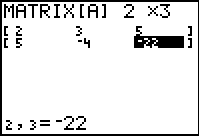 MATRIX[A] 2 ×3
[ 2 3 5 ]
[ 5 -4 -22 ]
2,3=-22